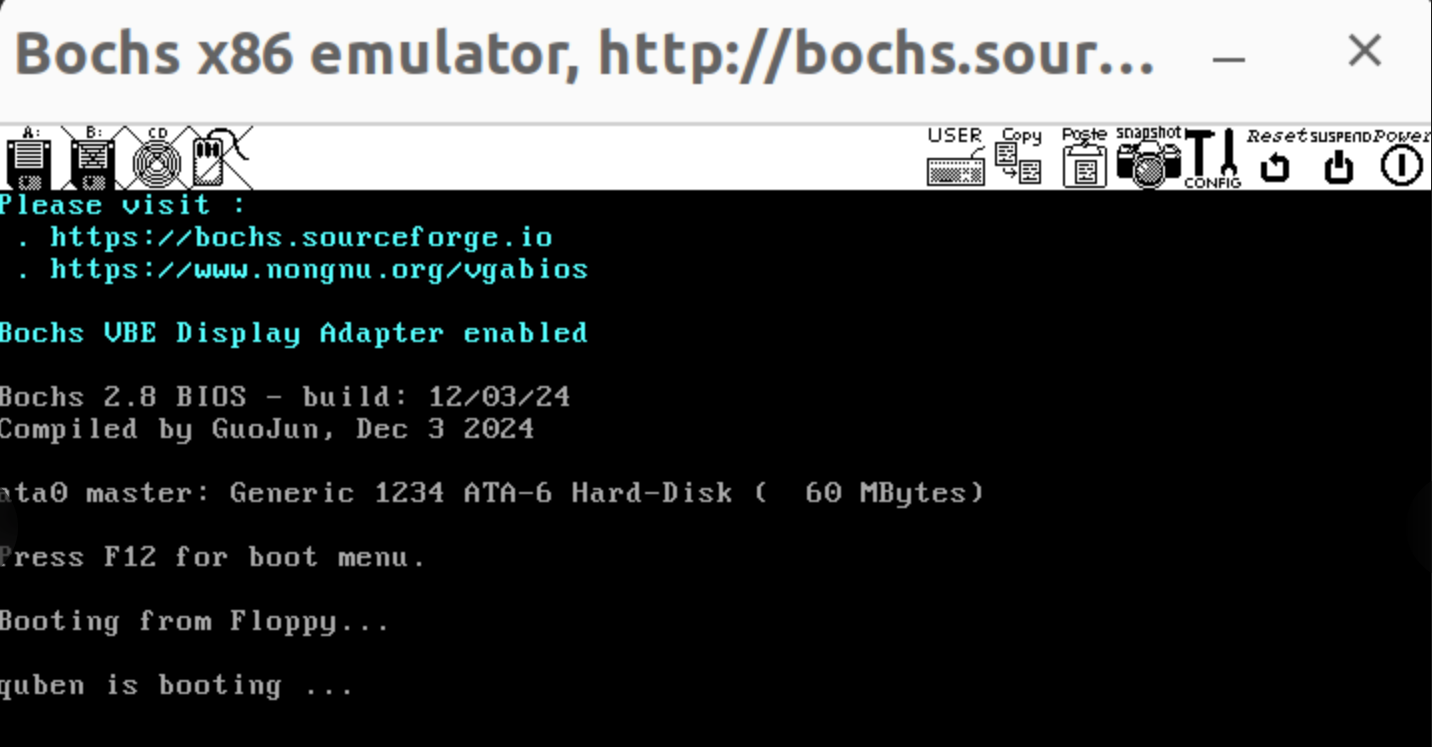 Bochs x86 emulator, http://bochs.sour...
A: B: CD USER Copy Paste snapshot CONFIG Reset SUSPEND Power
Please visit :
. https://bochs.sourceforge.io
. https://www.nongnu.org/vgabios
Bochs VBE Display Adapter enabled
Bochs 2.8 BIOS - build: 12/03/24
Compiled by GuoJun, Dec 3 2024
ata0 master: Generic 1234 ATA-6 Hard-Disk ( 60 MBytes)
Press F12 for boot menu.
Booting from Floppy...
quben is booting ...